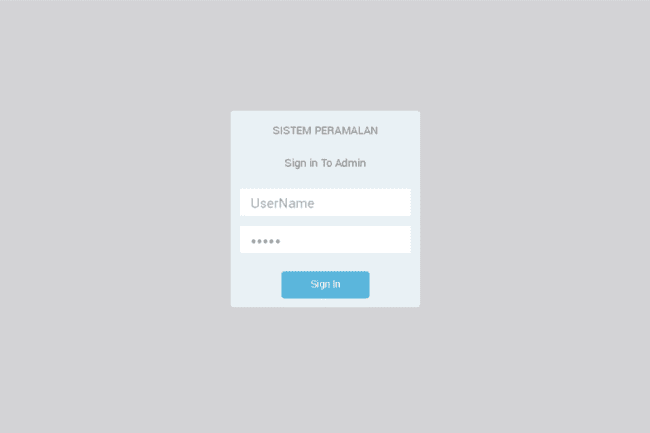 SISTEM PERAMALAN
Sign in To Admin
UserName
•••••
Sign In